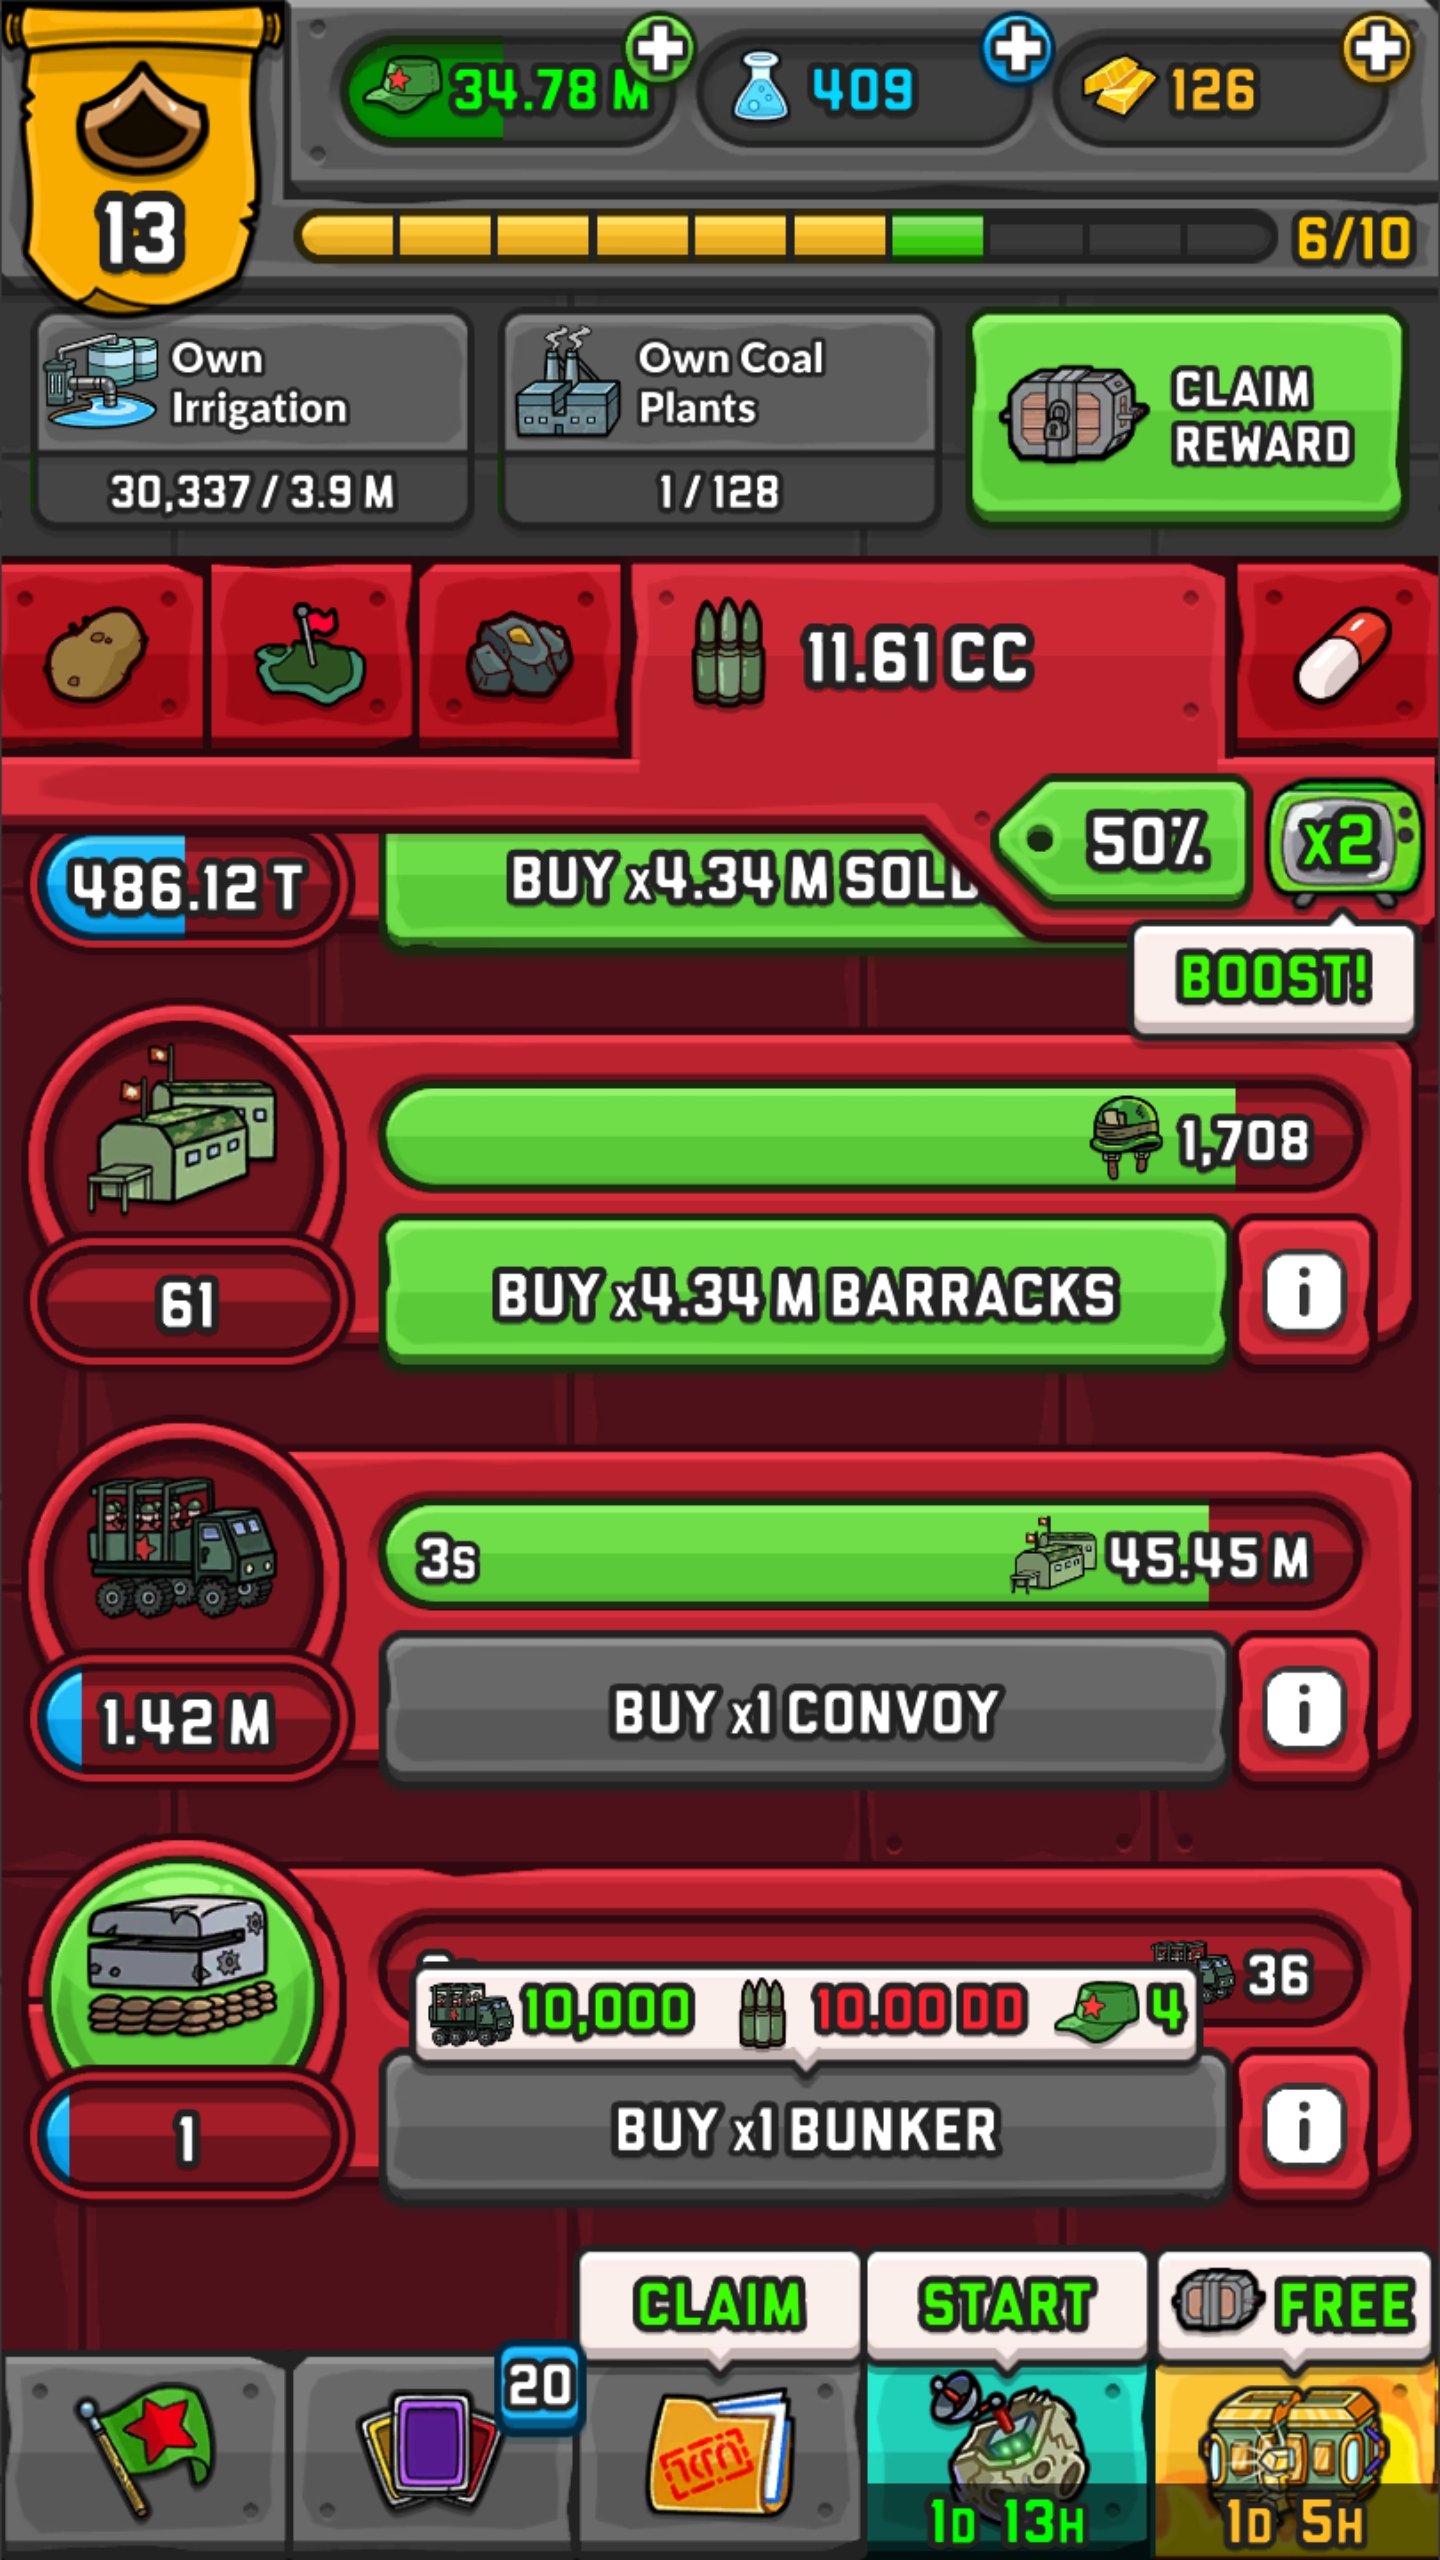 34.78 M
409
126
13
6/10
Own
Irrigation
30,337 / 3.9 M
Own Coal
Plants
1 / 128
CLAIM
REWARD
11.61 CC
50%
x2
BOOST!
486.12 T
BUY x4.34 M
1,708
61
BUY x4.34 M BARRACKS
i
3s
45.45 M
1.42 M
BUY x1 CONVOY
i
36
10,000
10.00 DD
4
1
BUY x1 BUNKER
i
CLAIM
START
FREE
20
1D 13H
1D 5H